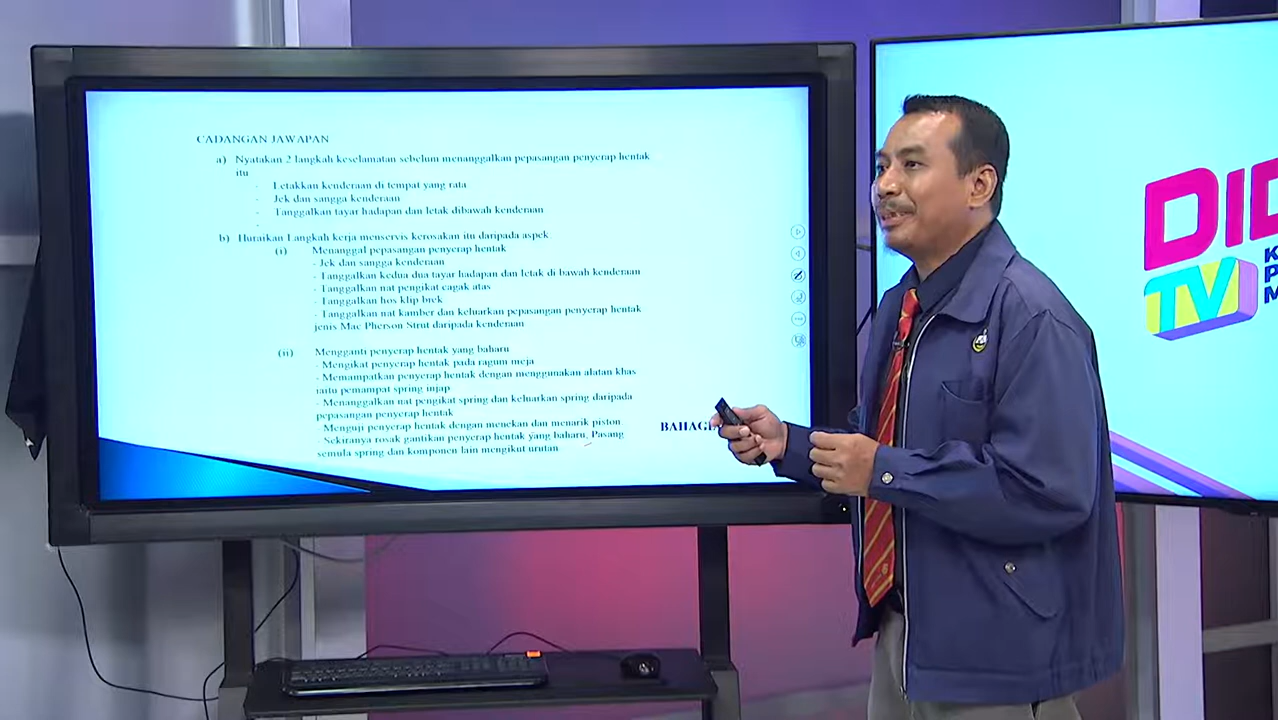 CADANGAN JAWAPAN
a) Nyatakan 2 langkah keselamatan sebelum menanggalkan pepasangan penyerap hentak
itu
- Letakkan kenderaan di tempat yang rata
- Jek dan sangga kenderaan
- Tanggalkan tayar hadapan dan letak dibawah kenderaan
-
b) Huraikan Langkah kerja menservis kerosakan itu daripada aspek
(i) Menanggal pepasangan penyerap hentak
- Jek dan sangga kenderaan
- Tanggalkan kedua dua tayar hadapan dan letak di bawah kenderaan
- Tanggalkan nat pengikat cagak atas
- Tanggalkan hos klip brek
- Tanggalkan nat kamber dan keluarkan pepasangan penyerap hentak
jenis Mac Pherson Strut daripada kenderaan
(ii) Mengganti penyerap hentak yang baharu
- Mengikat penyerap hentak pada ragum meja
- Memampatkan penyerap hentak dengan menggunakan alatan khas
iaitu pemampat spring injap
- Menanggalkan nat pengikat spring dan keluarkan spring daripada
pepasangan penyerap hentak
- Menguji penyerap hentak dengan menekan dan menarik piston.
- Sekiranya rosak gantikan penyerap hentak yang baharu, Pasang
semula spring dan komponen lain mengikut urutan
BAHAGI
DID
TV
K
P
M